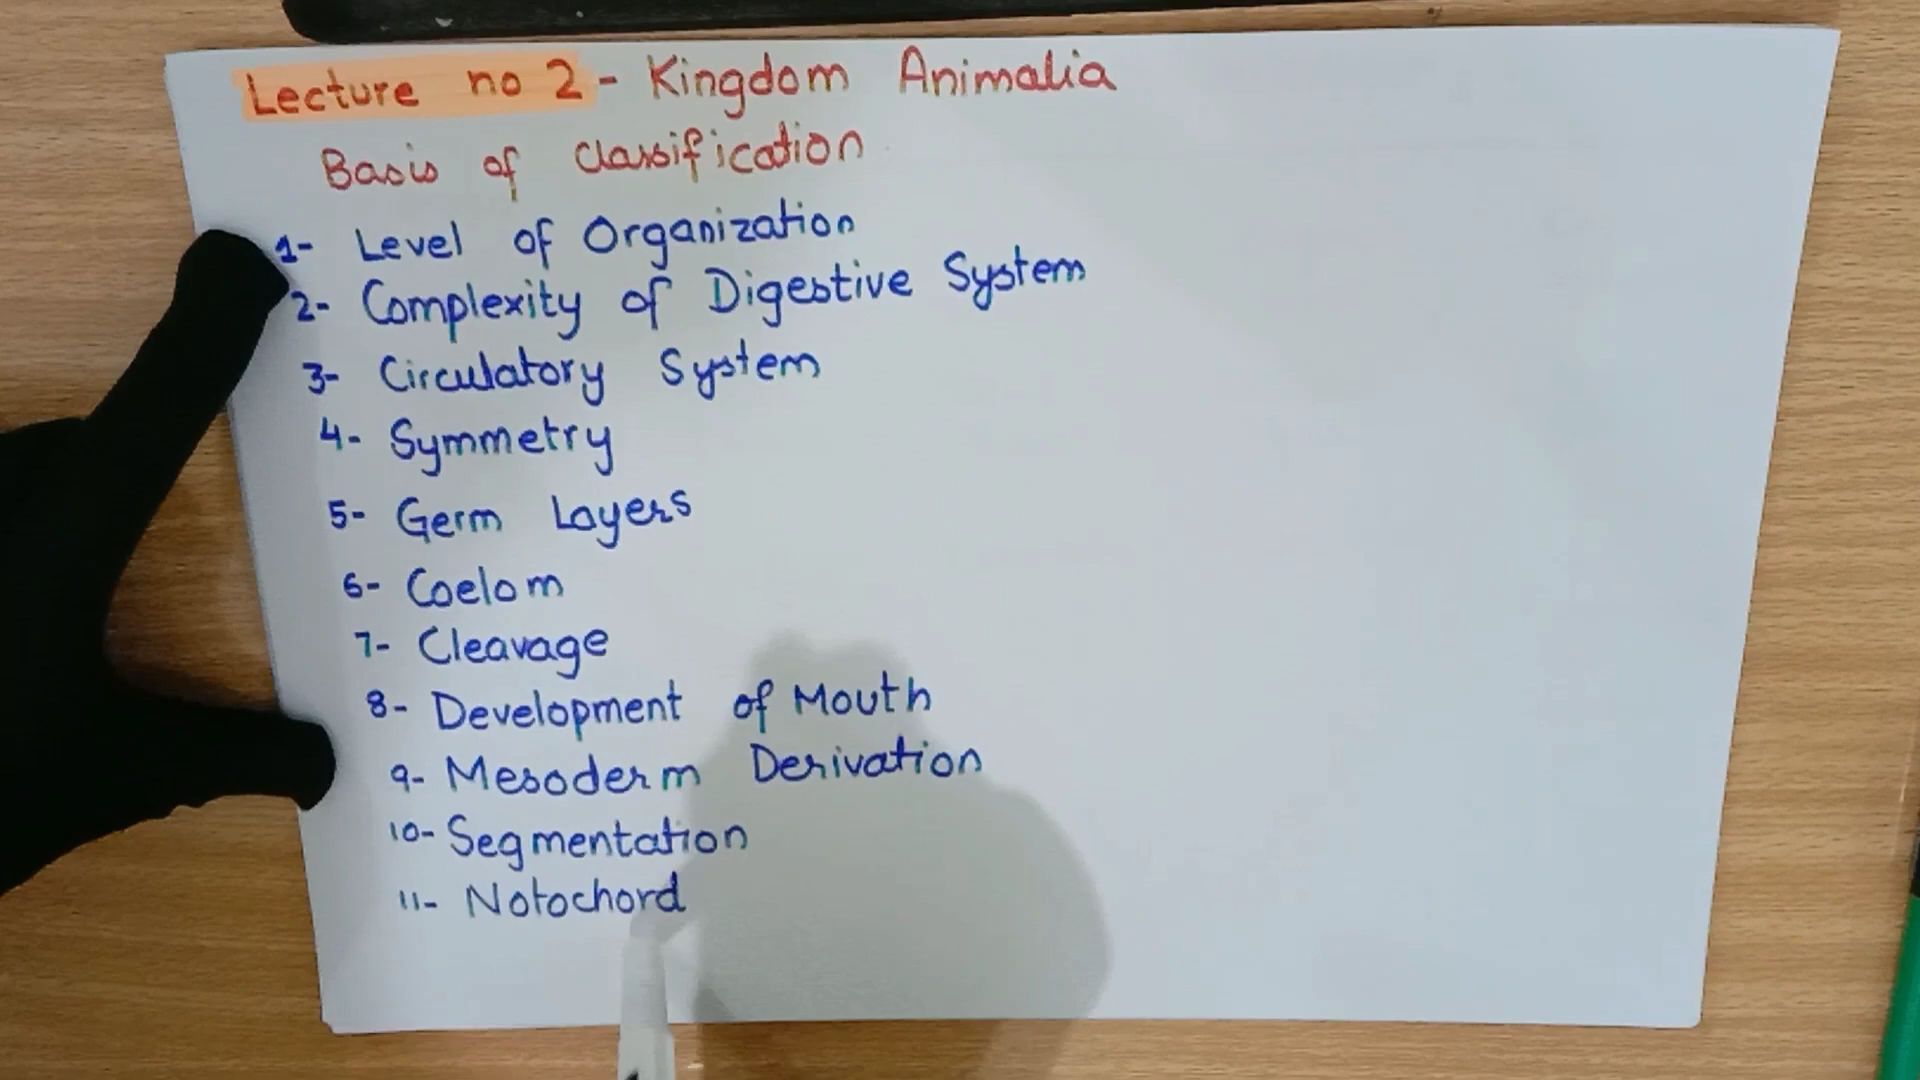 Lecture no 2 - Kingdom Animalia
Basis of classification
1- Level of Organization
2- Complexity of Digestive System
3- Circulatory System
4- Symmetry
5- Germ Layers
6- Coelom
7- Cleavage
8- Development of Mouth
9- Mesoderm Derivation
10- Segmentation
11- Notochord